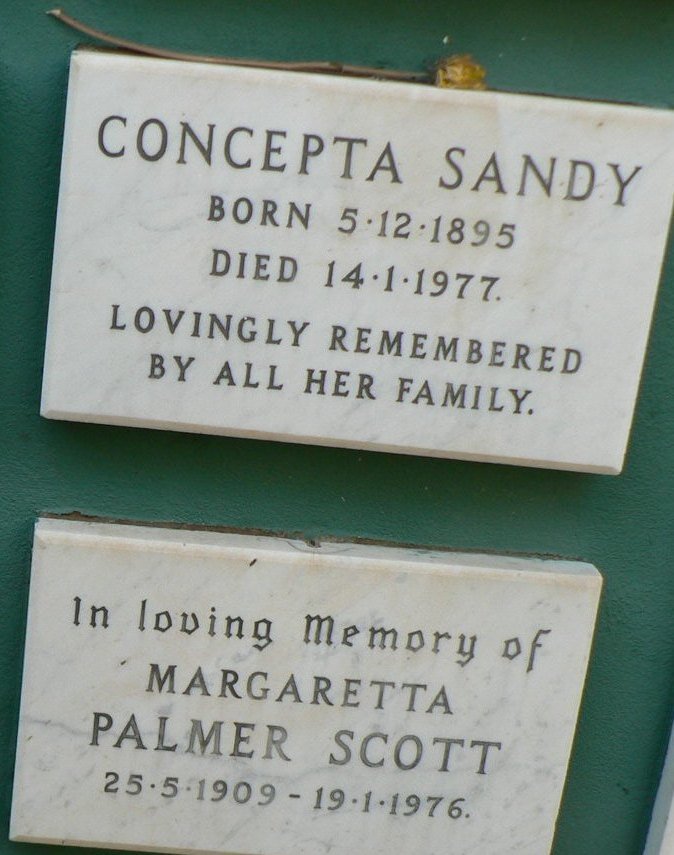 CONCEPTA SANDY
BORN 5·12·1895
DIED 14·1·1977.
LOVINGLY REMEMBERED
BY ALL HER FAMILY.
In loving Memory of
MARGARETTA
PALMER SCOTT
25·5·1909 - 19·1·1976.